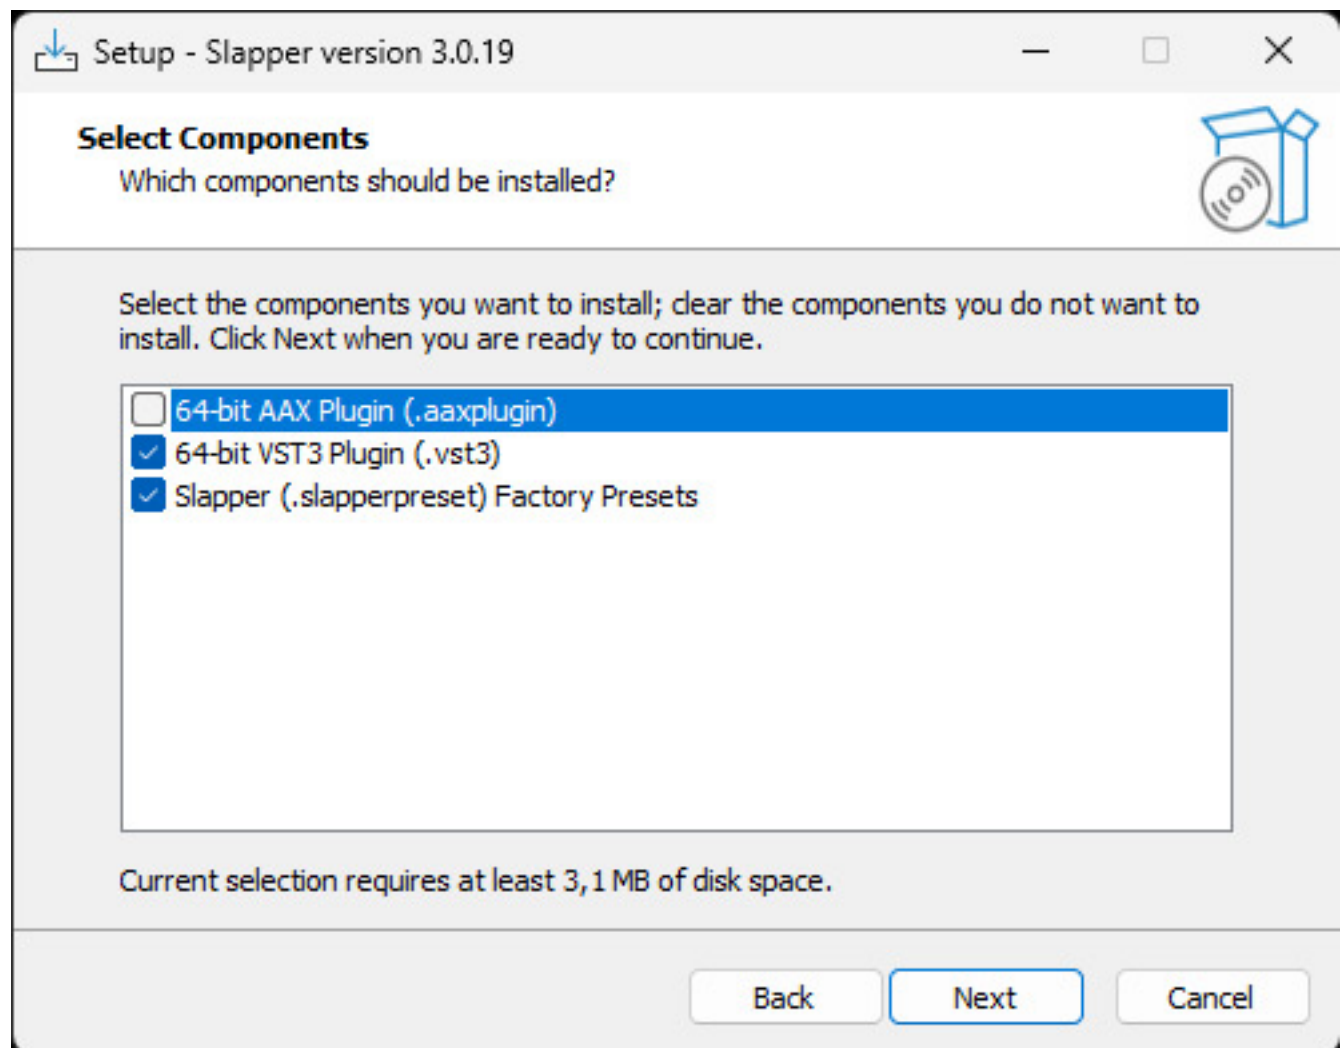 Setup - Slapper version 3.0.19
Select Components
Which components should be installed?
Select the components you want to install; clear the components you do not want to
install. Click Next when you are ready to continue.
64-bit AAX Plugin (.aaxplugin)
64-bit VST3 Plugin (.vst3)
Slapper (.slapperpreset) Factory Presets
Current selection requires at least 3,1 MB of disk space.
Back Next Cancel